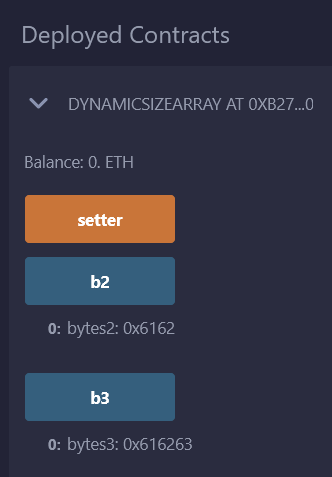 Deployed Contracts
DYNAMICSIZEARRAY AT 0XB27...0
Balance: 0. ETH
setter
b2
0: bytes2: 0x6162
b3
0: bytes3: 0x616263